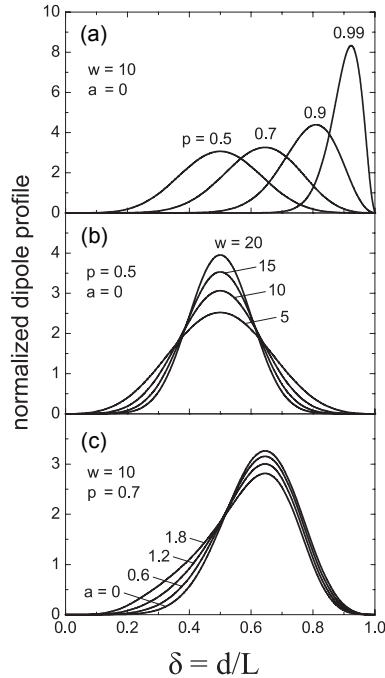 normalized dipole profile
(a)
w = 10
a = 0
10
8
6
4
2
0
p = 0.5
0.7
0.9
0.99
(b)
p = 0.5
a = 0
4
3
2
1
0
w = 20
15
10
5
(c)
w = 10
p = 0.7
3
2
1
0
1.8
1.2
0.6
a = 0
0.0 0.2 0.4 0.6 0.8 1.0
δ = d/L